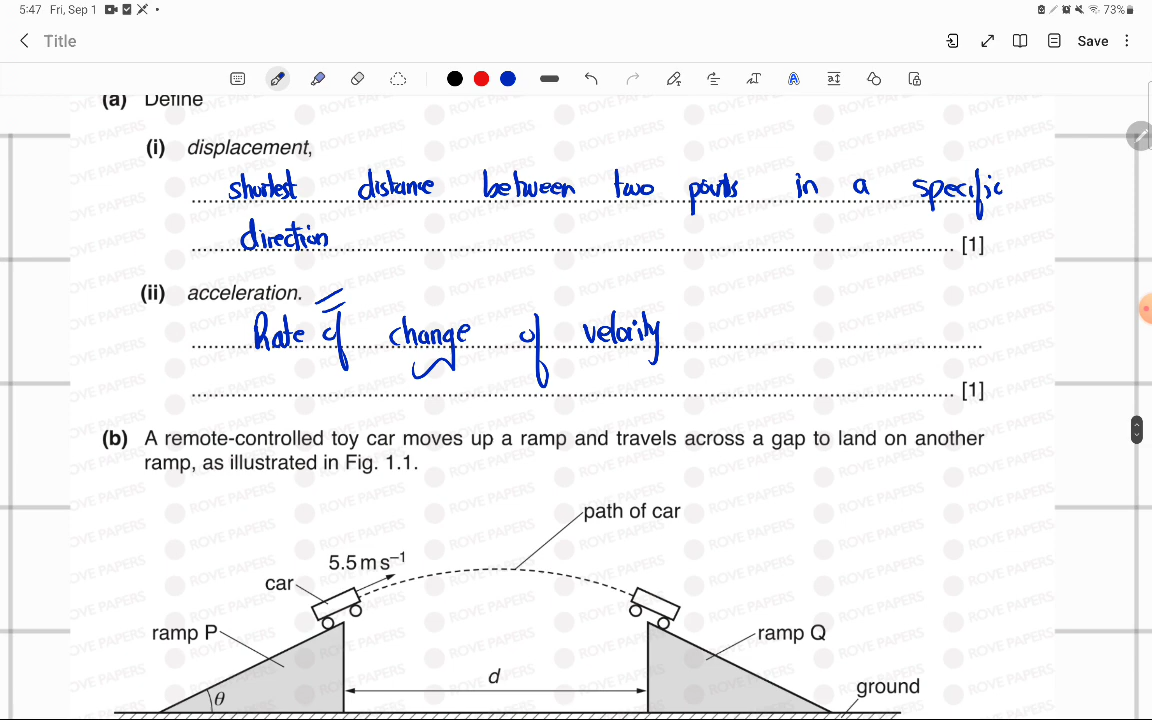 5:47 Fri, Sep 1
73%
Title
Save
(a) Define
(i) displacement,
shortest distance between two points in a specific
direction
[1]
(ii) acceleration.
Rate of change of velocity
[1]
(b) A remote-controlled toy car moves up a ramp and travels across a gap to land on another
ramp, as illustrated in Fig. 1.1.
path of car
5.5 m s⁻¹
car
ramp P
ramp Q
d
ground
θ
ROVE PAPERS